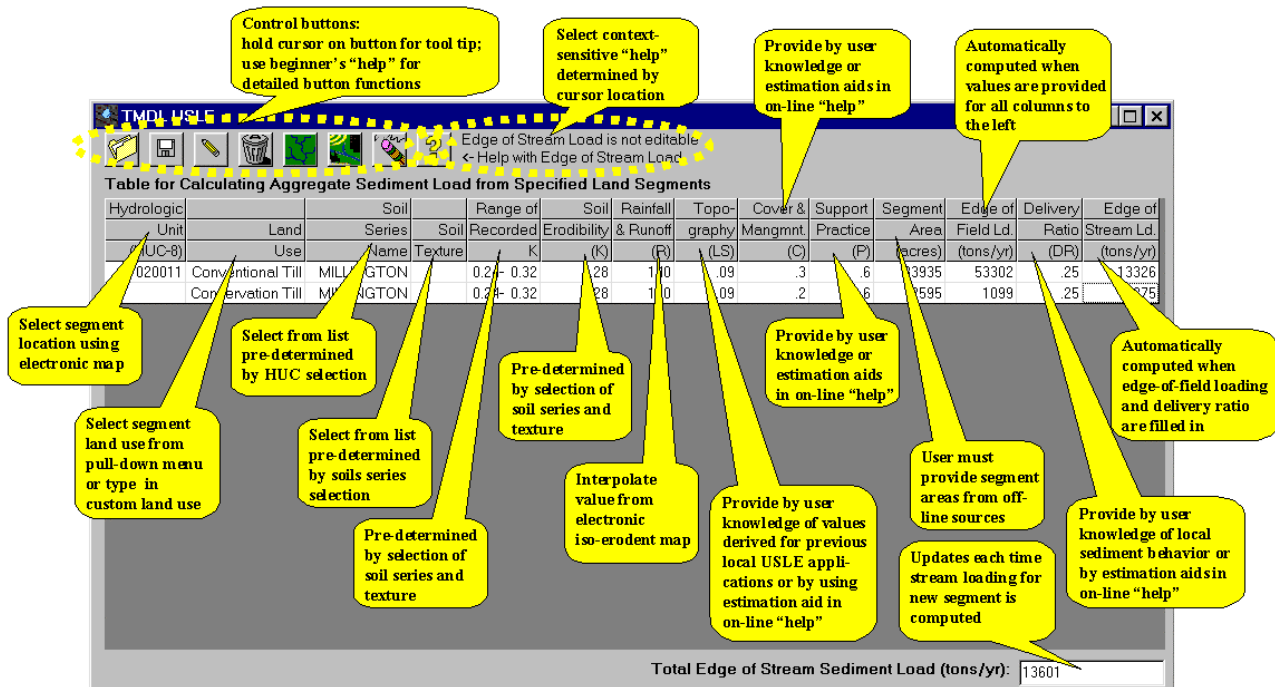 Control buttons:
hold cursor on button for tool tip;
use beginner's “help” for
detailed button functions
Select context-
sensitive “help”
determined by
cursor location
Provide by user
knowledge or
estimation aids in
on-line “help”
Automatically
computed when
values are provided
for all columns to
the left
TMDL USLE
Edge of Stream Load is not editable
<- Help with Edge of Stream Load
Table for Calculating Aggregate Sediment Load from Specified Land Segments
Hydrologic Soil Range of Soil Rainfall Topo- Cover & Support Segment Edge of Delivery Edge of
Unit Land Series Soil Recorded Erodibility & Runoff graphy Mangmnt. Practice Area Field Ld. Ratio Stream Ld.
(HUC-8) Use Name Texture K (K) (R) (LS) (C) (P) (acres) (tons/yr) (DR) (tons/yr)
Conventional Till 0.24- 0.32 .09 .3 .6 53302 .25 13326
Conservation Till 0.24- 0.32 .09 .2 1099 .25
Select segment
location using
electronic map
Select from list
pre-determined
by HUC selection
Pre-determined
by selection of
soil series and
texture
Provide by user
knowledge or
estimation aids
in on-line “help”
Automatically
computed when
edge-of-field loading
and delivery ratio
are filled in
Select segment
land use from
pull-down menu
or type in
custom land use
Select from list
pre-determined
by soils series
selection
Pre-determined
by selection of
soil series and
texture
Interpolate
value from
electronic
iso-erodent map
Provide by user
knowledge of values
derived for previous
local USLE appli-
cations or by using
estimation aid in
on-line “help”
User must
provide segment
areas from off-
line sources
Updates each time
stream loading for
new segment is
computed
Provide by user
knowledge of local
sediment behavior or
by estimation aids in
on-line “help”
Total Edge of Stream Sediment Load (tons/yr): 13601